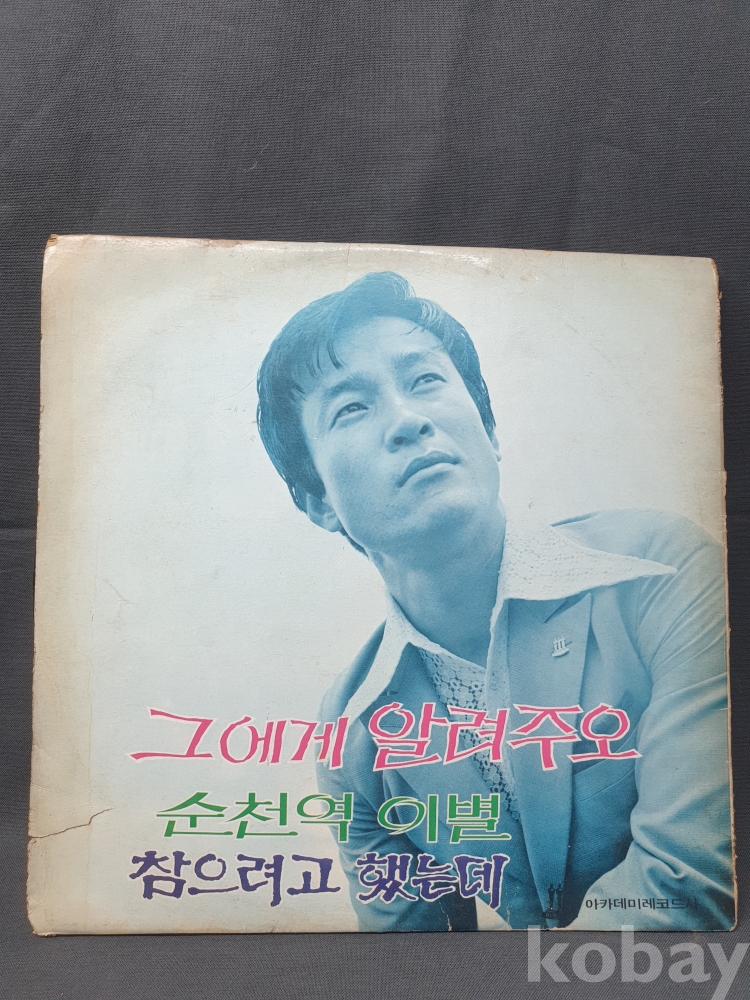 그에게 알려주오
순천역 이별
참으려고 했는데
아카데미레코드사
kobay